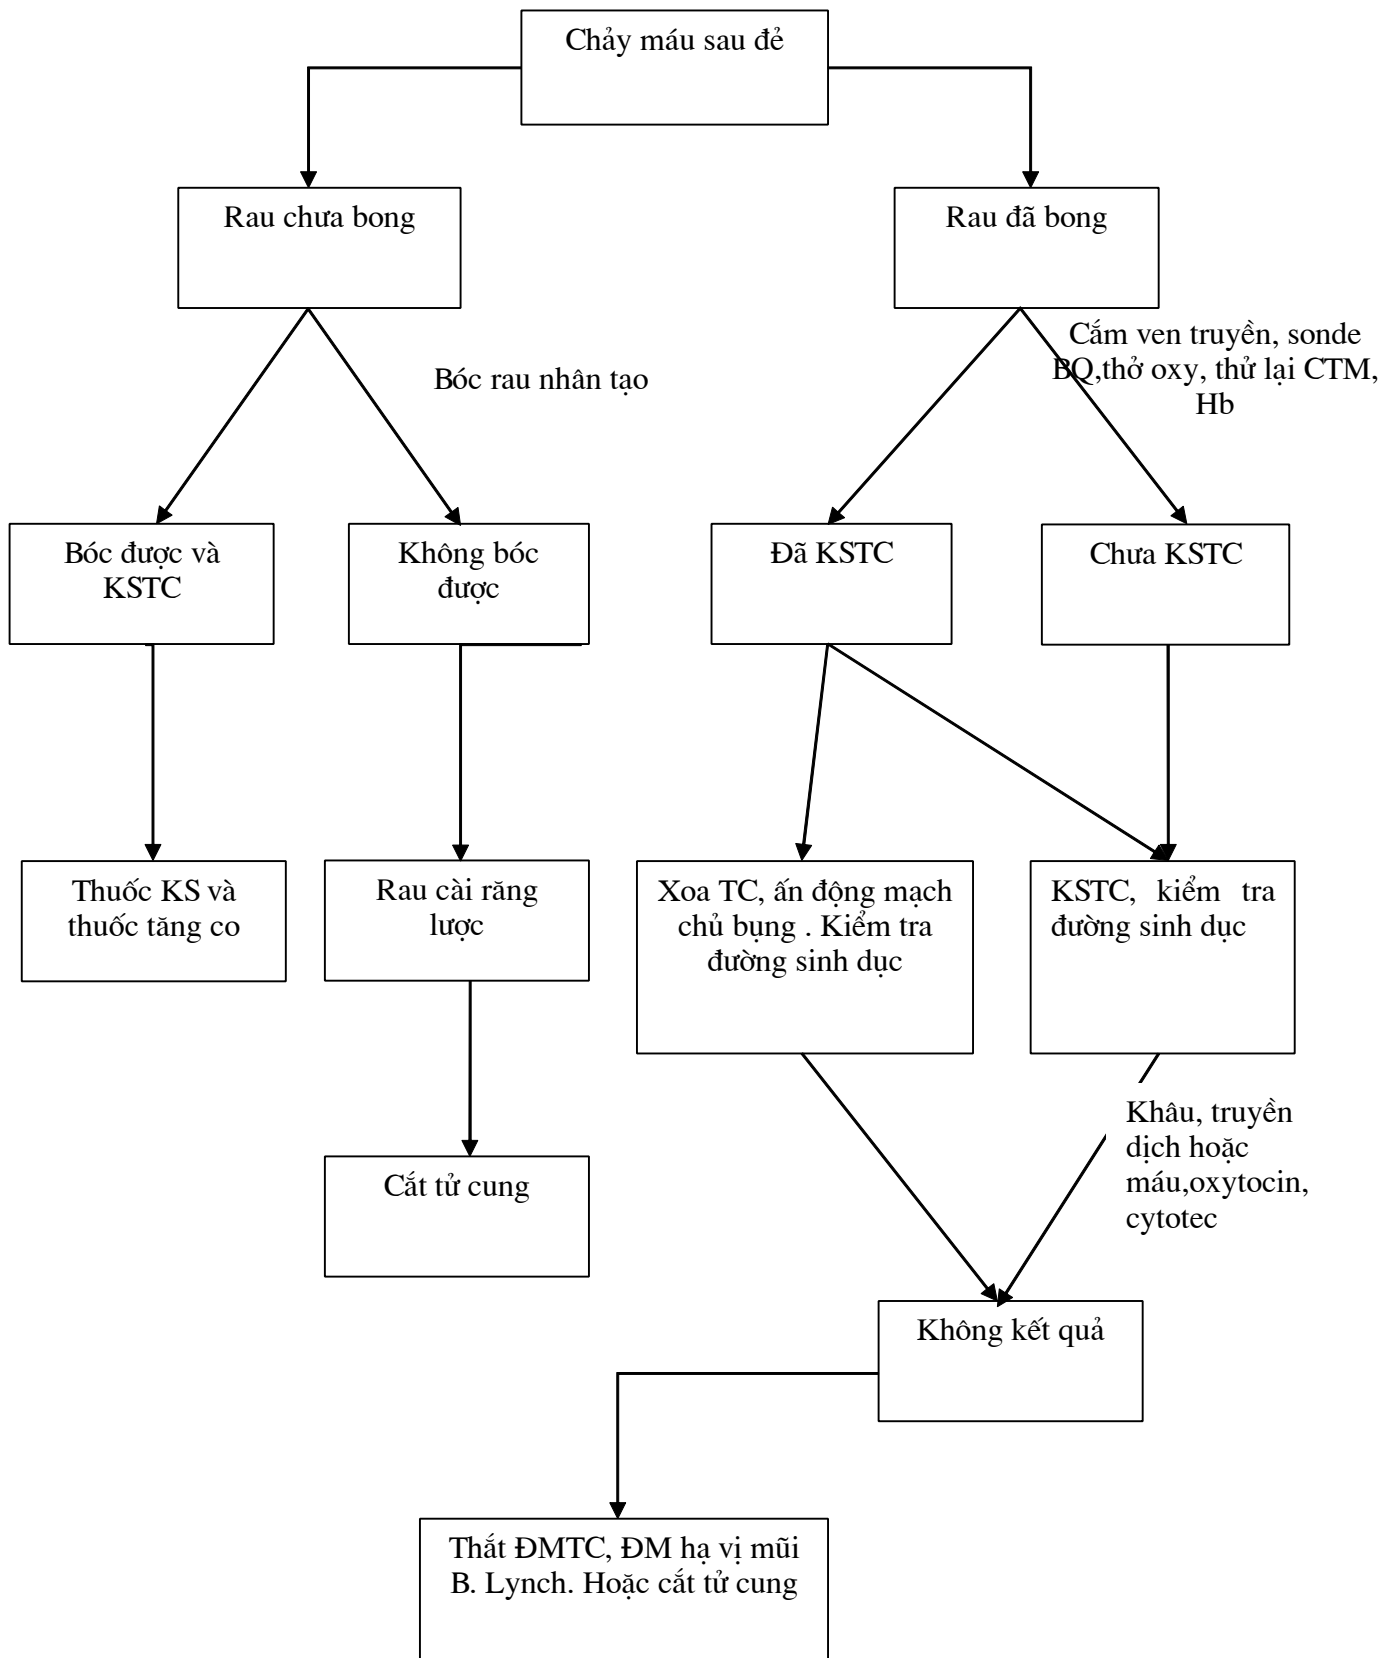 Chảy máu sau đẻ
Rau chưa bong
Rau đã bong
Bóc rau nhân tạo
Cắm ven truyền, sonde
BQ,thở oxy, thử lại CTM,
Hb
Bóc được và
KSTC
Không bóc
được
Đã KSTC
Chưa KSTC
Thuốc KS và
thuốc tăng co
Rau cài răng
lược
Xoa TC, ấn động mạch
chủ bụng . Kiểm tra
đường sinh dục
KSTC, kiểm tra
đường sinh dục
Cắt tử cung
Khâu, truyền
dịch hoặc
máu,oxytocin,
cytotec
Không kết quả
Thắt ĐMTC, ĐM hạ vị mũi
B. Lynch. Hoặc cắt tử cung